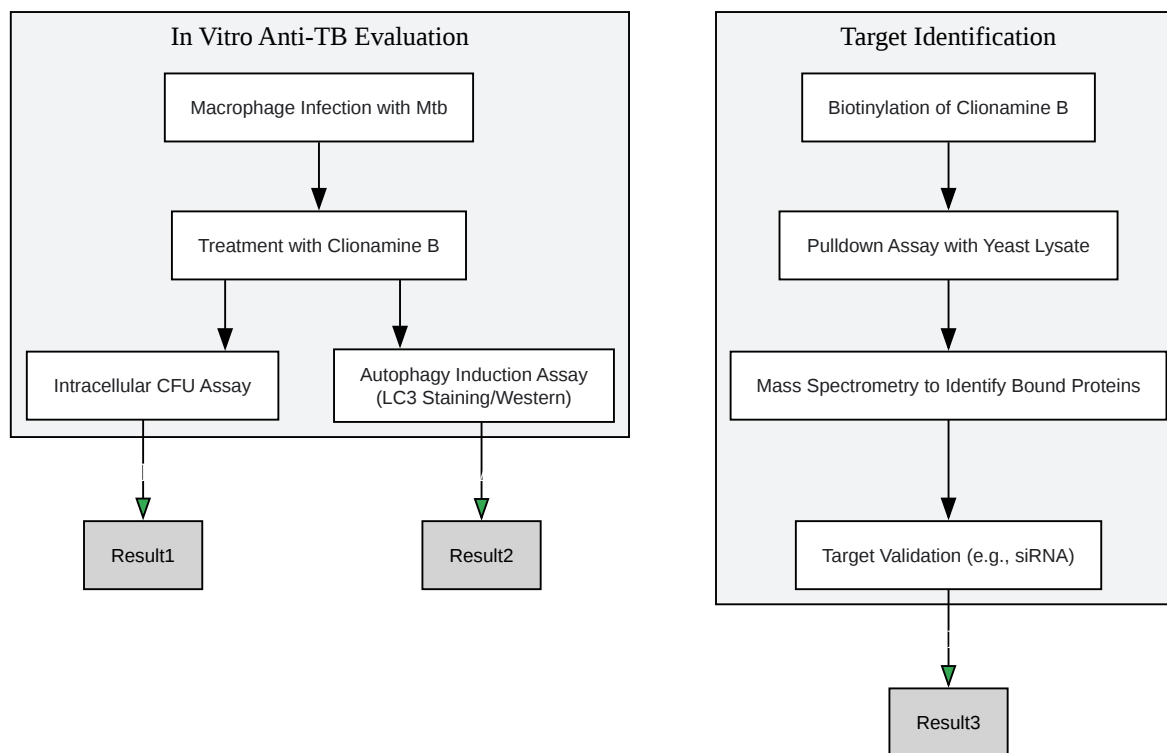 In Vitro Anti-TB Evaluation
Macrophage Infection with Mtb
Treatment with Clionamine B
Intracellular CFU Assay
Autophagy Induction Assay
(LC3 Staining/Western)
Result1
Result2
Target Identification
Biotinylation of Clionamine B
Pulldown Assay with Yeast Lysate
Mass Spectrometry to Identify Bound Proteins
Target Validation (e.g., siRNA)
Result3